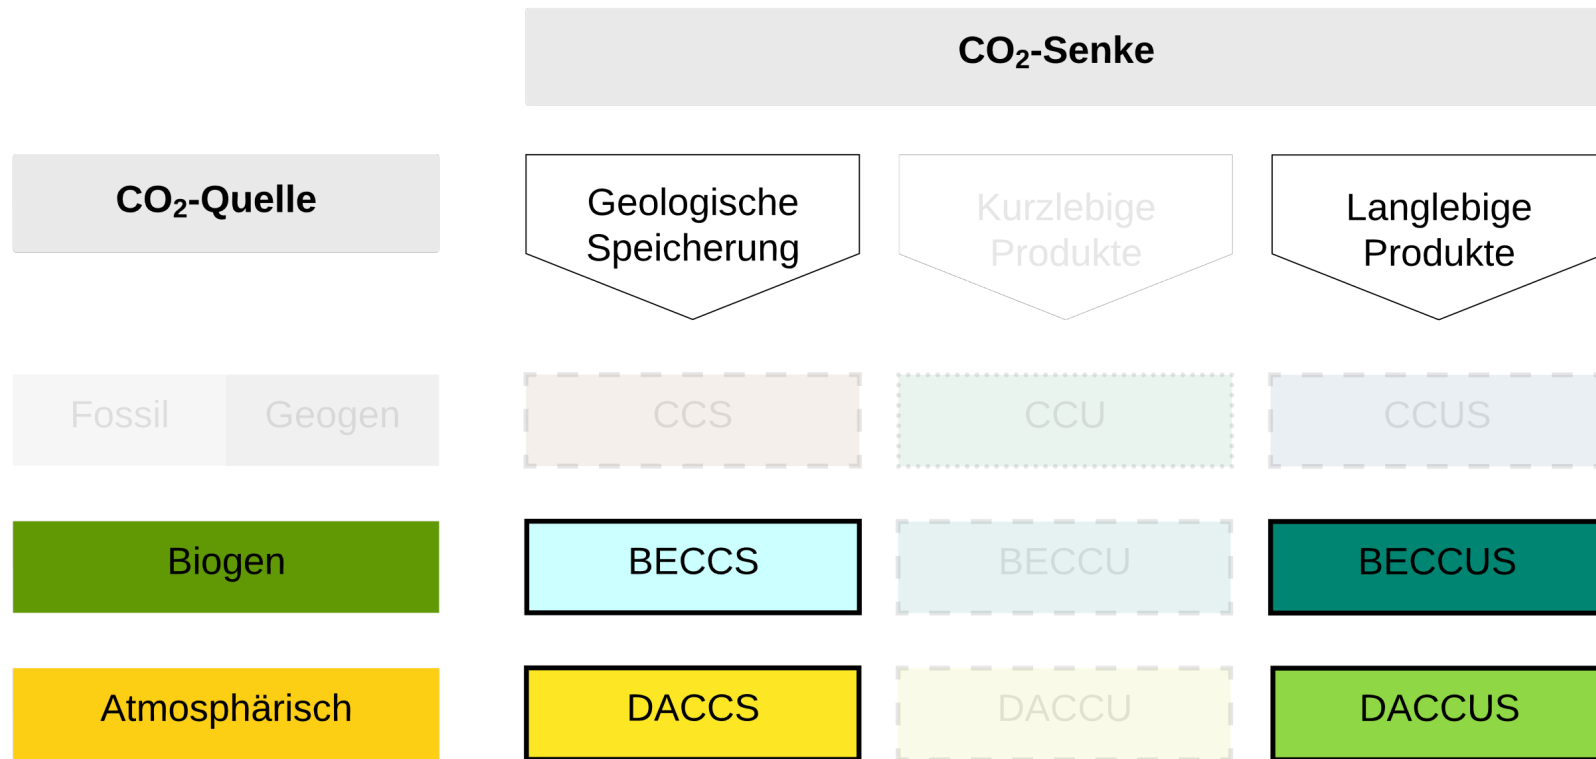 CO₂-Senke
CO₂-Quelle
Geologische
Speicherung
Kurzlebige
Produkte
Langlebige
Produkte
Fossil
Geogen
CCS
CCU
CCUS
Biogen
BECCS
BECCU
BECCUS
Atmosphärisch
DACCS
DACCU
DACCUS